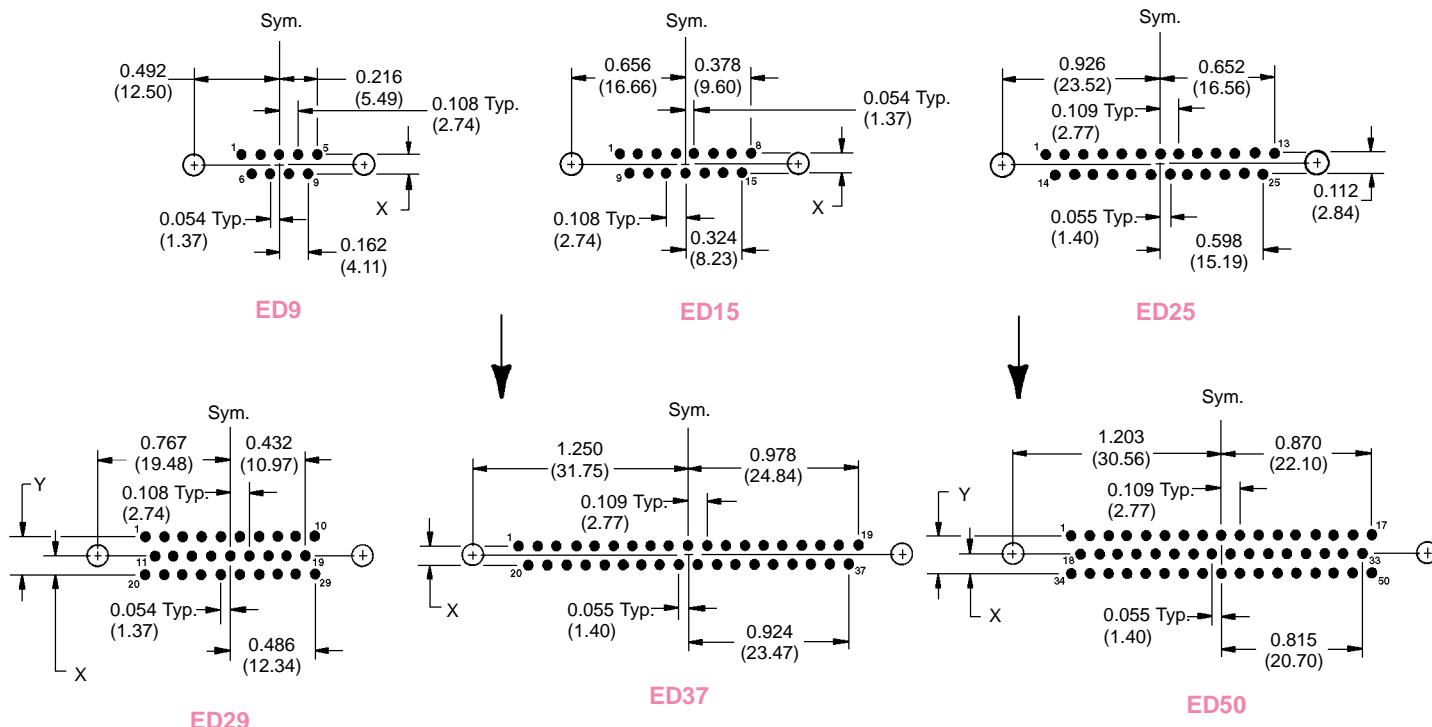 Sym.
0.492
(12.50)
0.216
(5.49)
0.108 Typ.
(2.74)
1
5
6
9
X
0.054 Typ.
(1.37)
0.162
(4.11)
ED9
Sym.
0.656
(16.66)
0.378
(9.60)
0.054 Typ.
(1.37)
1
8
9
15
X
0.108 Typ.
(2.74)
0.324
(8.23)
ED15
Sym.
0.926
(23.52)
0.652
(16.56)
0.109 Typ.
(2.77)
1
13
14
25
0.112
(2.84)
0.055 Typ.
(1.40)
0.598
(15.19)
ED25
Sym.
0.767
(19.48)
0.432
(10.97)
Y
0.108 Typ.
(2.74)
1
10
11
19
20
29
0.054 Typ.
(1.37)
X
0.486
(12.34)
ED29
Sym.
1.250
(31.75)
0.978
(24.84)
0.109 Typ.
(2.77)
1
19
20
37
X
0.055 Typ.
(1.40)
0.924
(23.47)
ED37
Sym.
1.203
(30.56)
0.870
(22.10)
Y
0.109 Typ.
(2.77)
1
17
18
33
34
50
X
0.055 Typ.
(1.40)
0.815
(20.70)
ED50